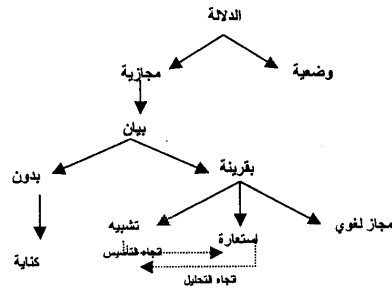 الدلالة
وضعية
مجازية
بيان
بقرينة
بدون
مجاز لغوي
استعارة
تشبيه
كناية
اتجاه التأسيس
اتجاه التحليل